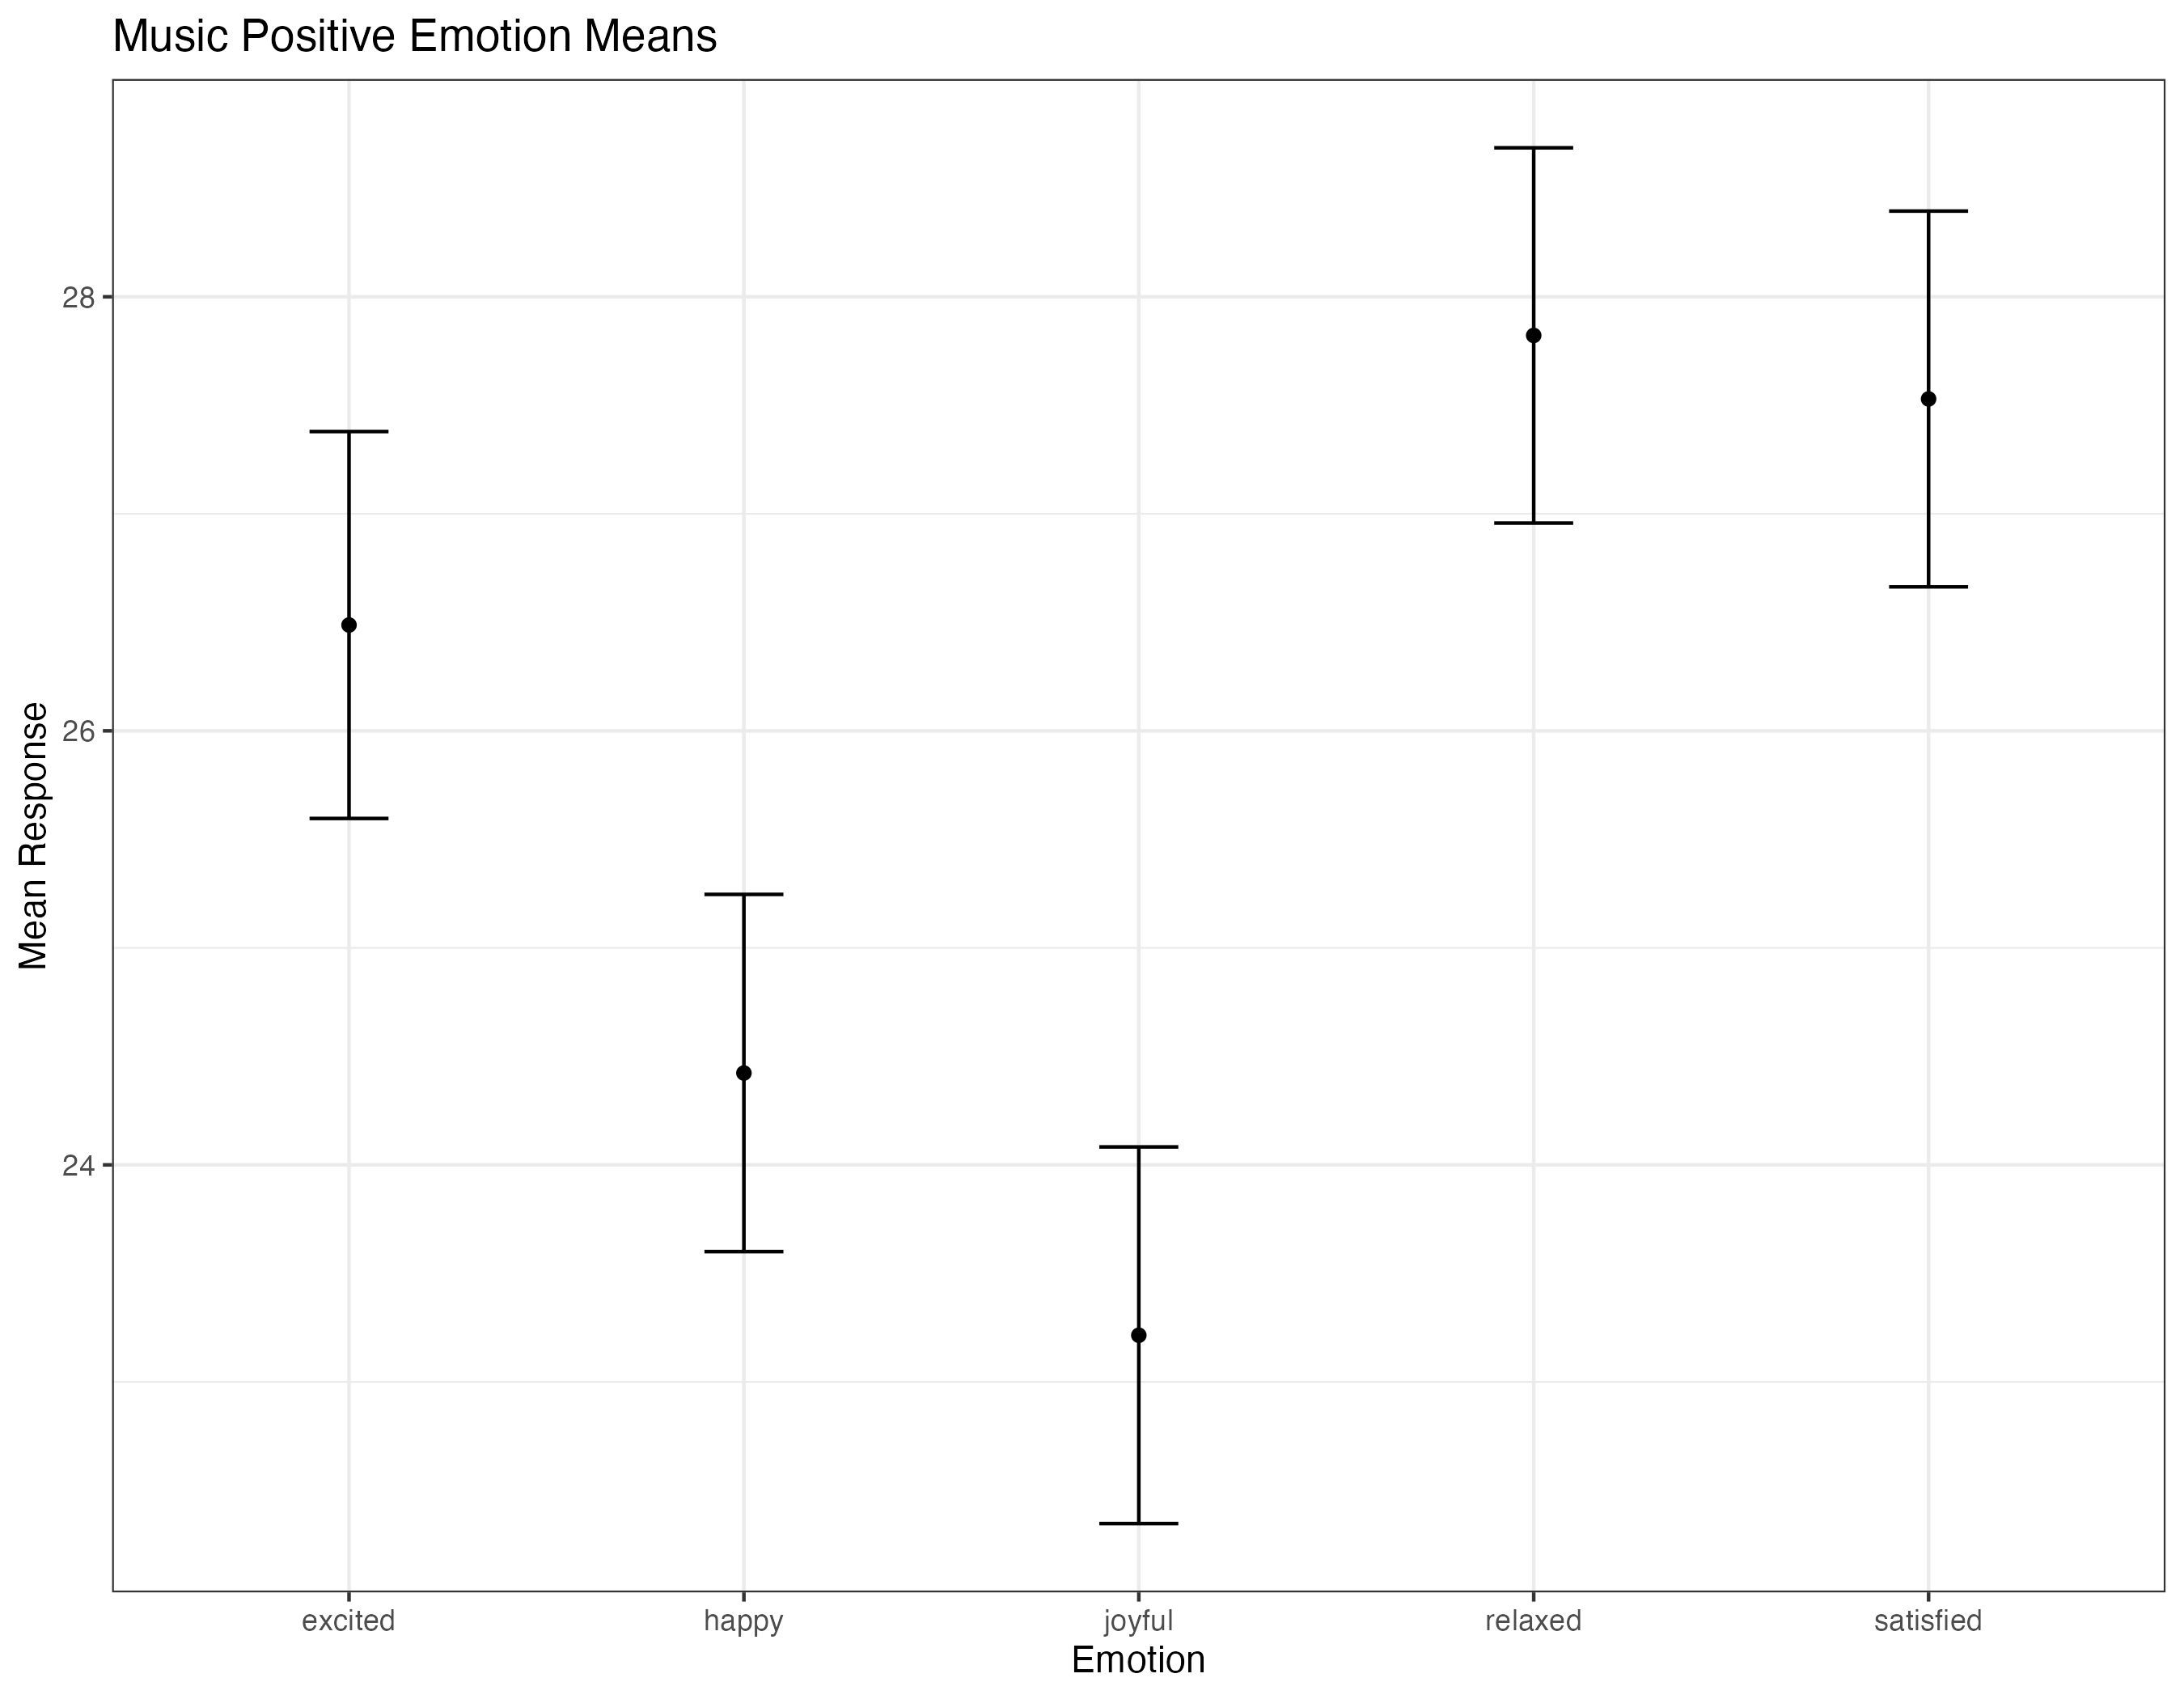 Music Positive Emotion Means
Mean Response
28
26
24
excited happy joyful relaxed satisfied
Emotion